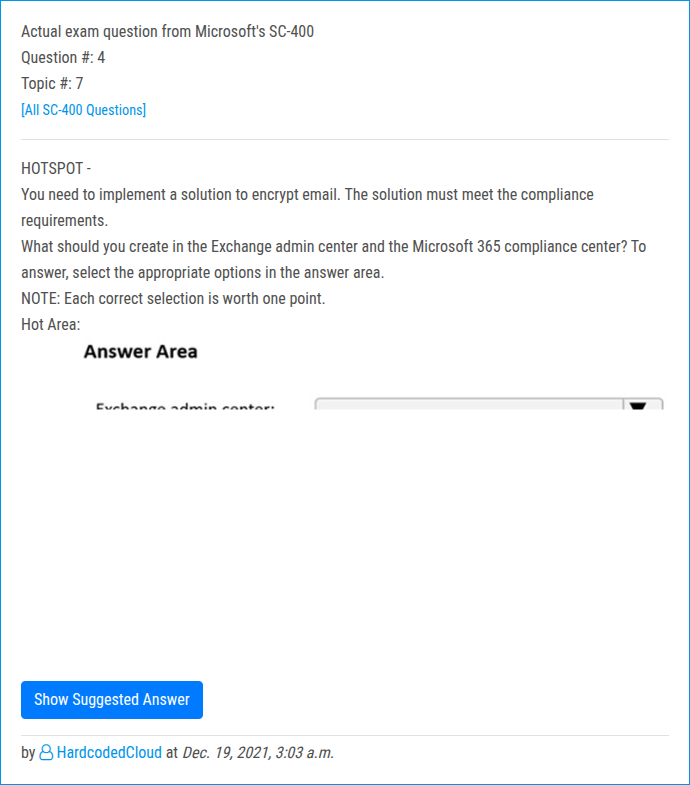 Actual exam question from Microsoft's SC-400
Question #: 4
Topic #: 7
[All SC-400 Questions]
HOTSPOT -
You need to implement a solution to encrypt email. The solution must meet the compliance
requirements.
What should you create in the Exchange admin center and the Microsoft 365 compliance center? To
answer, select the appropriate options in the answer area.
NOTE: Each correct selection is worth one point.
Hot Area:
Answer Area
Exchange admin center:
Show Suggested Answer
by HardcodedCloud at Dec. 19, 2021, 3:03 a.m.